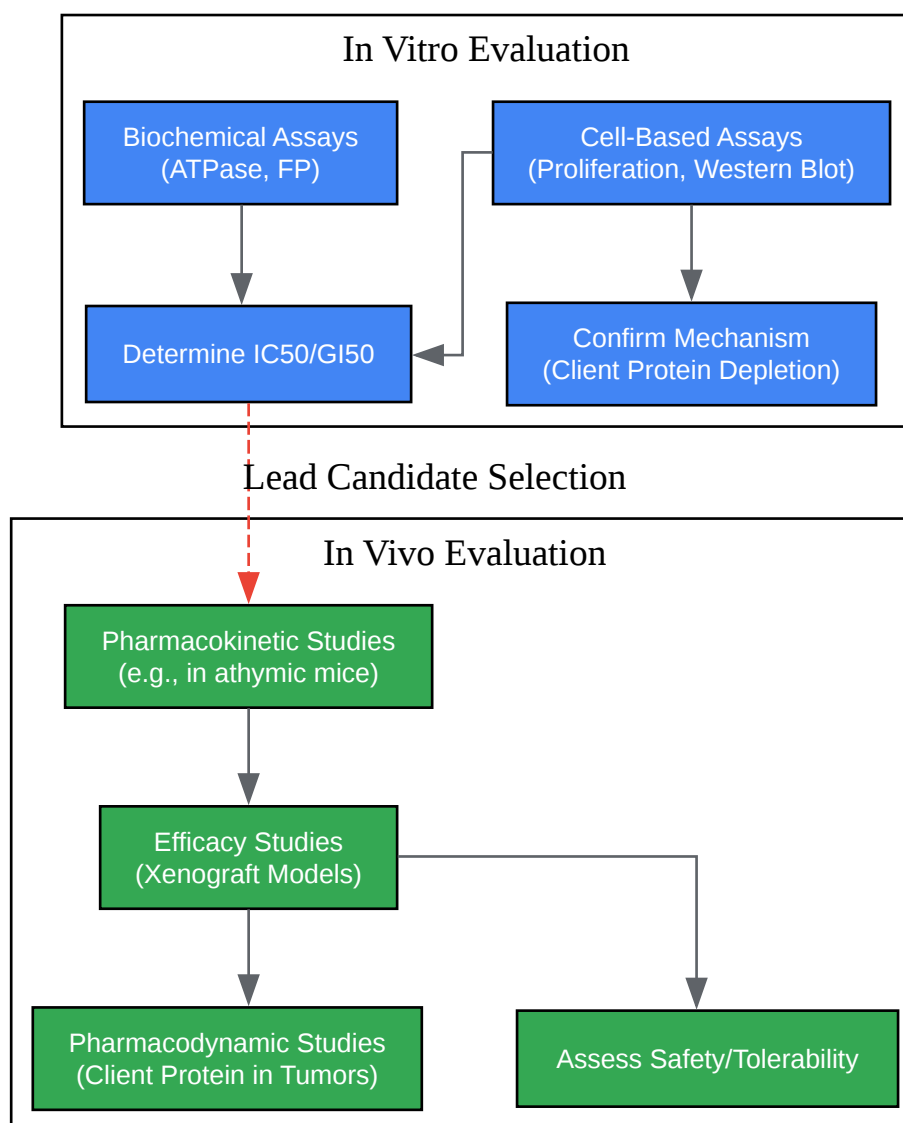 In Vitro Evaluation
Biochemical Assays
(ATPase, FP)
Cell-Based Assays
(Proliferation, Western Blot)
Determine IC50/GI50
Confirm Mechanism
(Client Protein Depletion)
Lead Candidate Selection
In Vivo Evaluation
Pharmacokinetic Studies
(e.g., in athymic mice)
Efficacy Studies
(Xenograft Models)
Pharmacodynamic Studies
(Client Protein in Tumors)
Assess Safety/Tolerability